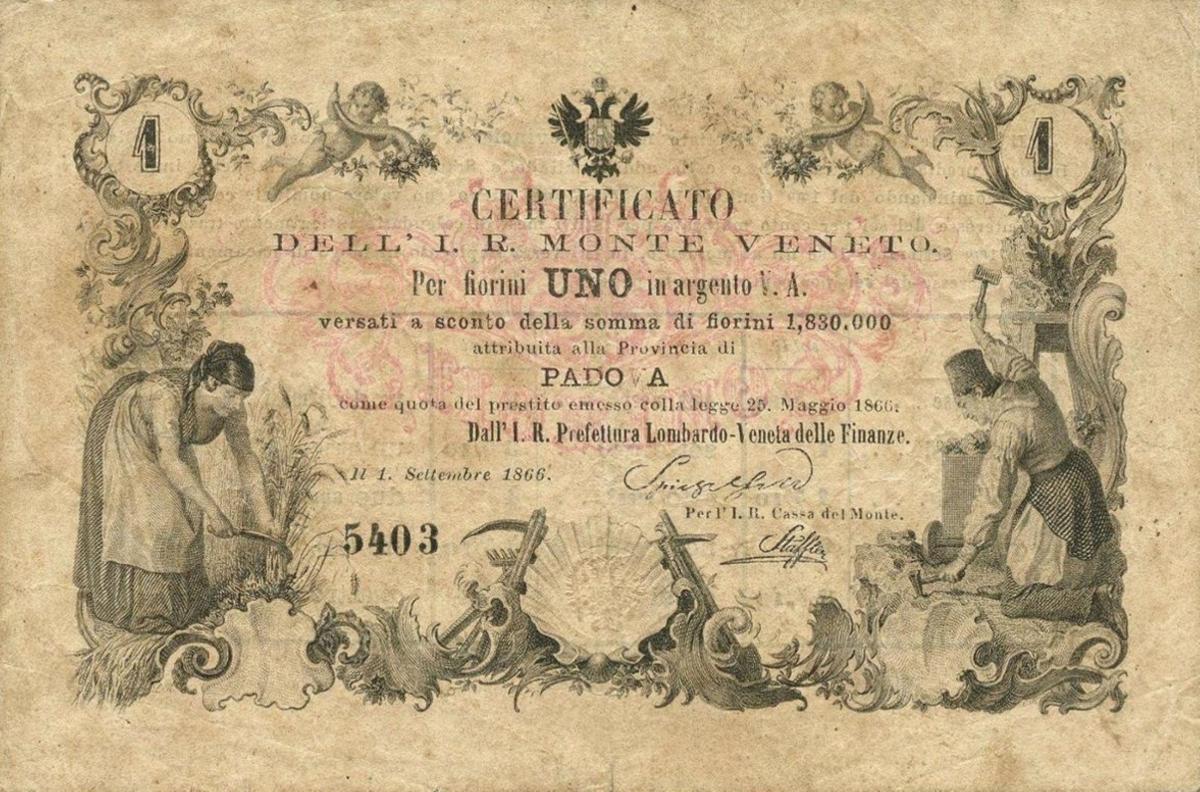 1
1
CERTIFICATO
DELL' I. R. MONTE VENETO.
Per fiorini UNO in argento V. A.
versati a sconto della somma di fiorini 1,830.000
attribuita alla Provincia di
PADOVA
come quota del prestito emesso colla legge 25. Maggio 1866:
Dall' I. R. Prefettura Lombardo-Veneta delle Finanze.
Il 1. Settembre 1866.
Per l' I. R. Cassa del Monte.
5403